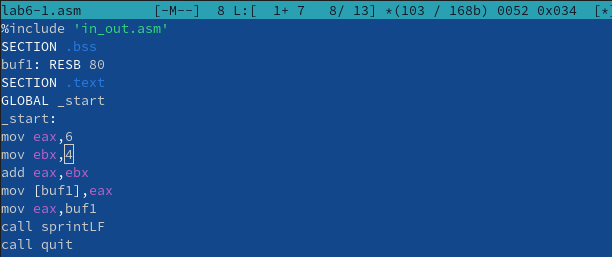 lab6-1.asm [-M--] 8 L:[ 1+ 7 8/ 13] *(103 / 168b) 0052 0x034 [*]
%include 'in_out.asm'
SECTION .bss
buf1: RESB 80
SECTION .text
GLOBAL _start
_start:
mov eax,6
mov ebx,4
add eax,ebx
mov [buf1],eax
mov eax,buf1
call sprintLF
call quit